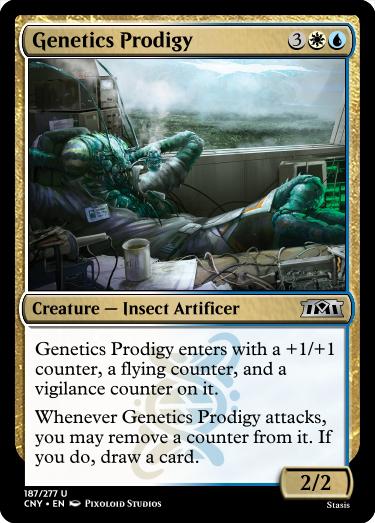 Genetics Prodigy 3
Creature — Insect Artificer
Genetics Prodigy enters with a +1/+1
counter, a flying counter, and a
vigilance counter on it.
Whenever Genetics Prodigy attacks,
you may remove a counter from it. If
you do, draw a card.
2/2
187/277 U
CNY • EN Pixoloid Studios
Stasis